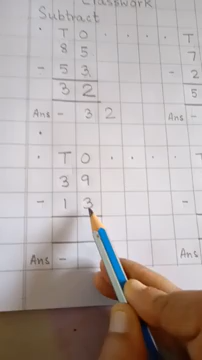 Classwork
Subtract
T O T
8 5 7
- 5 3 - 2
3 2 5
Ans - 3 2 Ans -
T O T
3 9
- 1 3 -
Ans - Ans